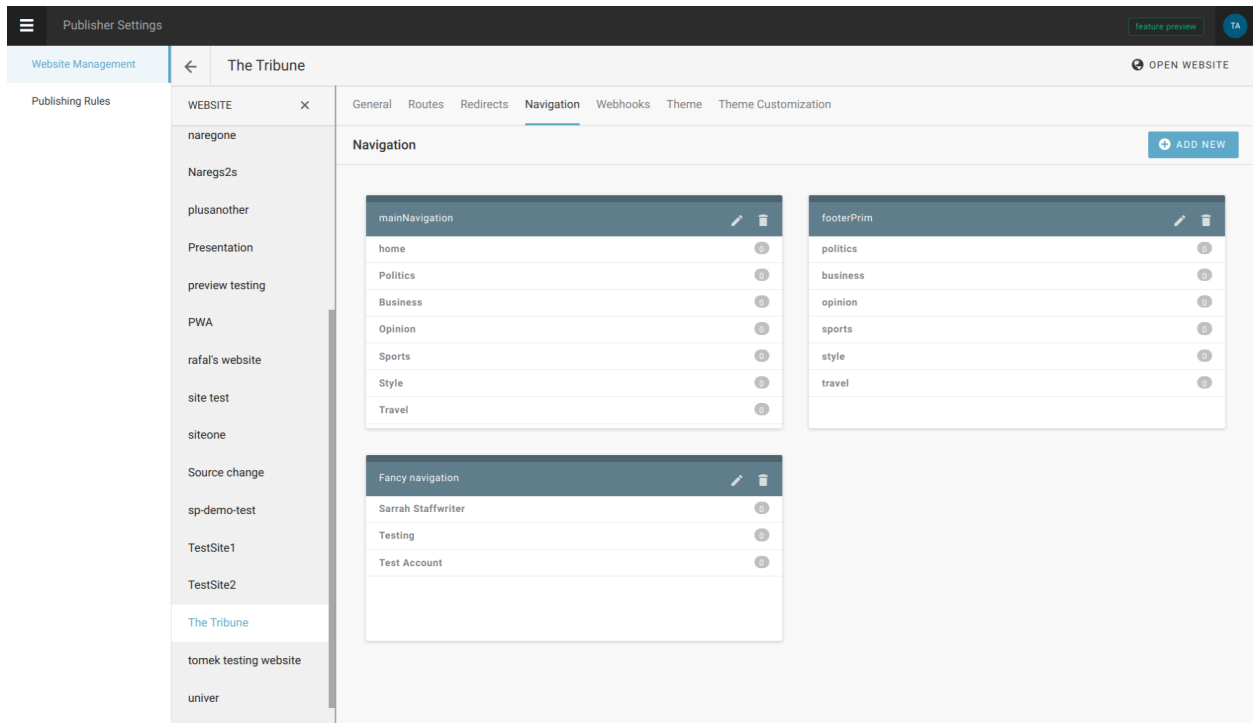 Publisher Settings
feature preview
TA
Website Management
Publishing Rules
The Tribune
OPEN WEBSITE
WEBSITE
naregone
Naregs2s
plusanother
Presentation
preview testing
PWA
rafal's website
site test
siteone
Source change
sp-demo-test
TestSite1
TestSite2
The Tribune
tomek testing website
univer
General Routes Redirects Navigation Webhooks Theme Theme Customization
Navigation
ADD NEW
mainNavigation
home 0
Politics 0
Business 0
Opinion 0
Sports 0
Style 0
Travel 0
footerPrim
politics 0
business 0
opinion 0
sports 0
style 0
travel 0
Fancy navigation
Sarrah Staffwriter 0
Testing 0
Test Account 0